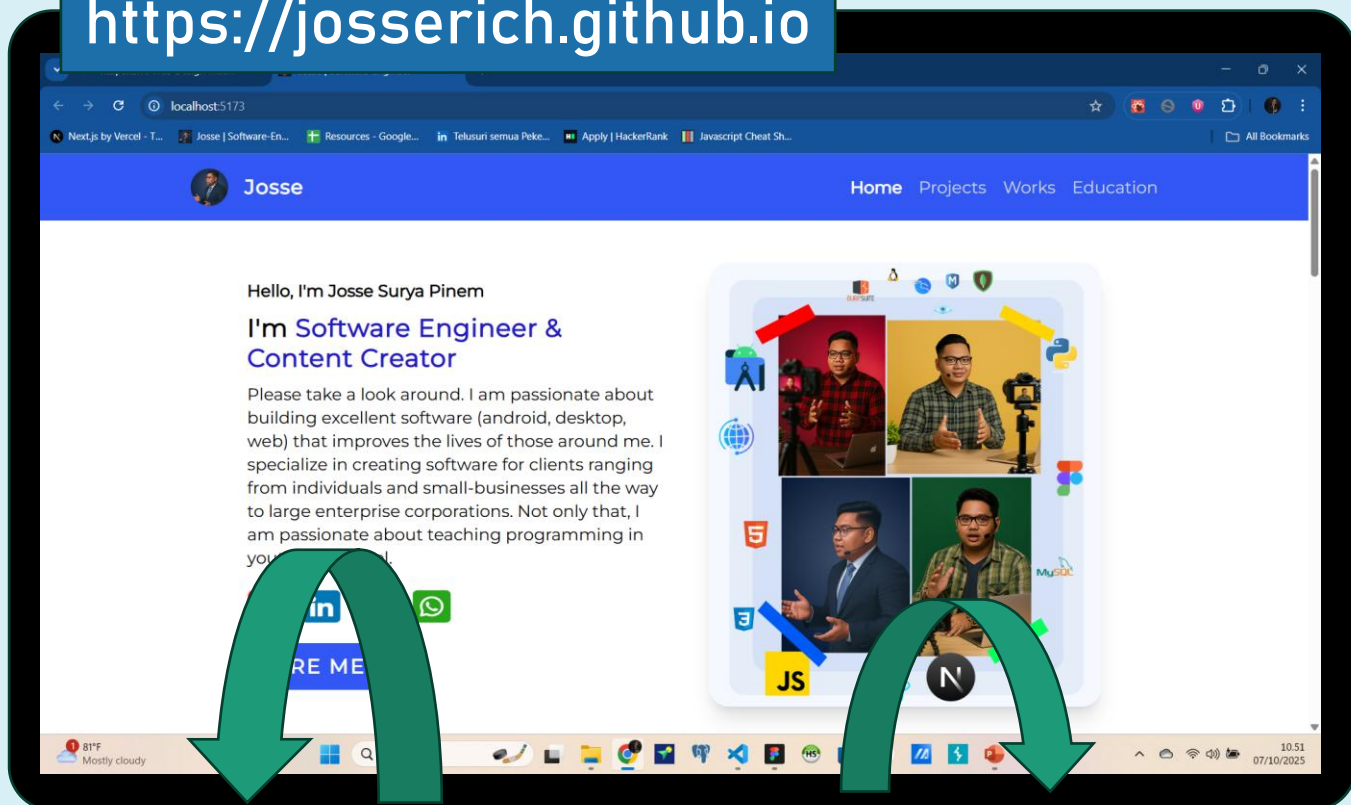 https://josserich.github.io
localhost:5173
Next.js by Vercel - T...
Josse | Software-En...
Resources - Google...
Telusuri semua Peke...
Apply | HackerRank
Javascript Cheat Sh...
All Bookmarks
Josse
Home Projects Works Education
Hello, I'm Josse Surya Pinem
I'm Software Engineer &
Content Creator
Please take a look around. I am passionate about
building excellent software (android, desktop,
web) that improves the lives of those around me. I
specialize in creating software for clients ranging
from individuals and small-businesses all the way
to large enterprise corporations. Not only that, I
am passionate about teaching programming in
in
RE ME
MySQL
JS
N
1
81°F
Mostly cloudy
10.51
07/10/2025